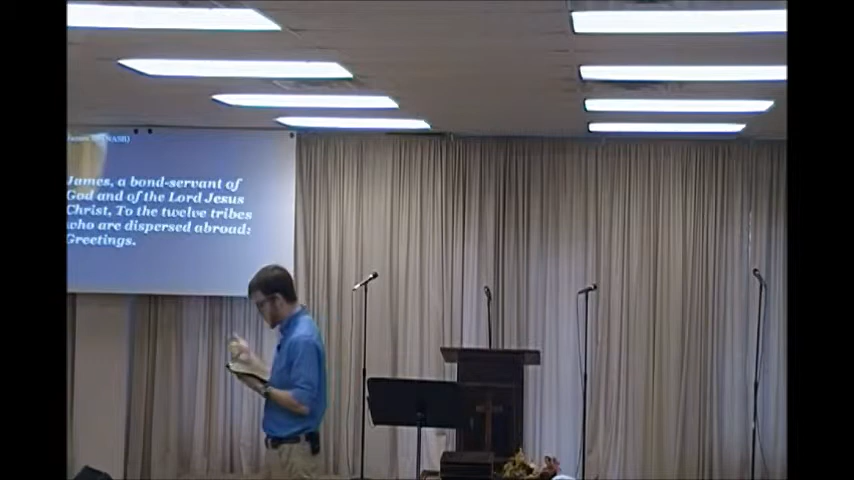 James, a bond-servant of
God and of the Lord Jesus
Christ, To the twelve tribes
who are dispersed abroad:
Greetings.